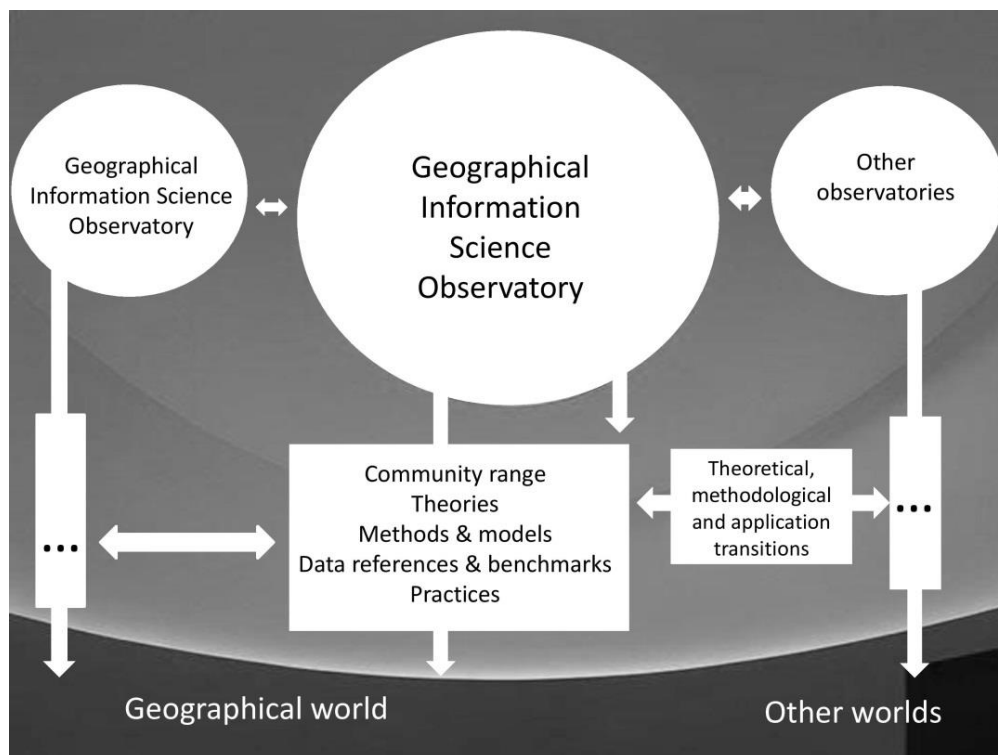 Geographical
Information Science
Observatory
Geographical
Information
Science
Observatory
Other
observatories
...
Community range
Theories
Methods & models
Data references & benchmarks
Practices
Theoretical,
methodological
and application
transitions
...
Geographical world
Other worlds